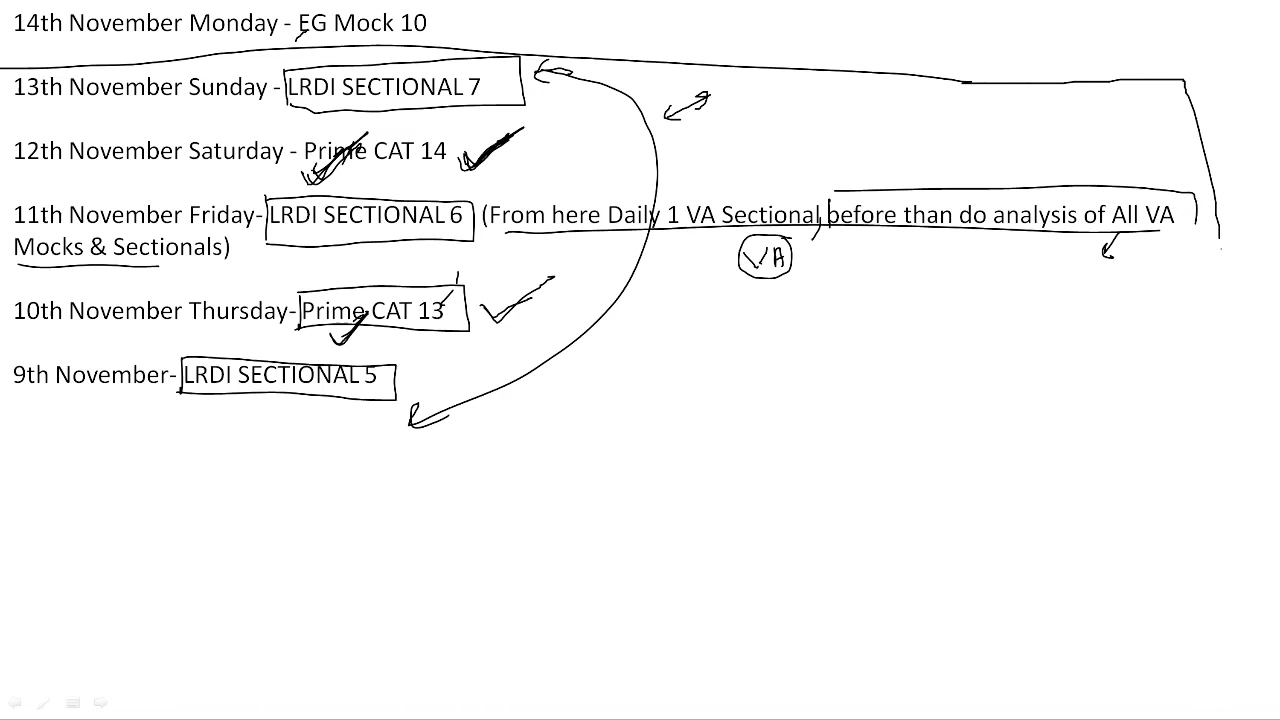 14th November Monday - EG Mock 10
13th November Sunday - LRDI SECTIONAL 7
12th November Saturday - Prime CAT 14
11th November Friday- LRDI SECTIONAL 6 (From here Daily 1 VA Sectional, before than do analysis of All VA
Mocks & Sectionals)
VA
10th November Thursday- Prime CAT 13
9th November- LRDI SECTIONAL 5